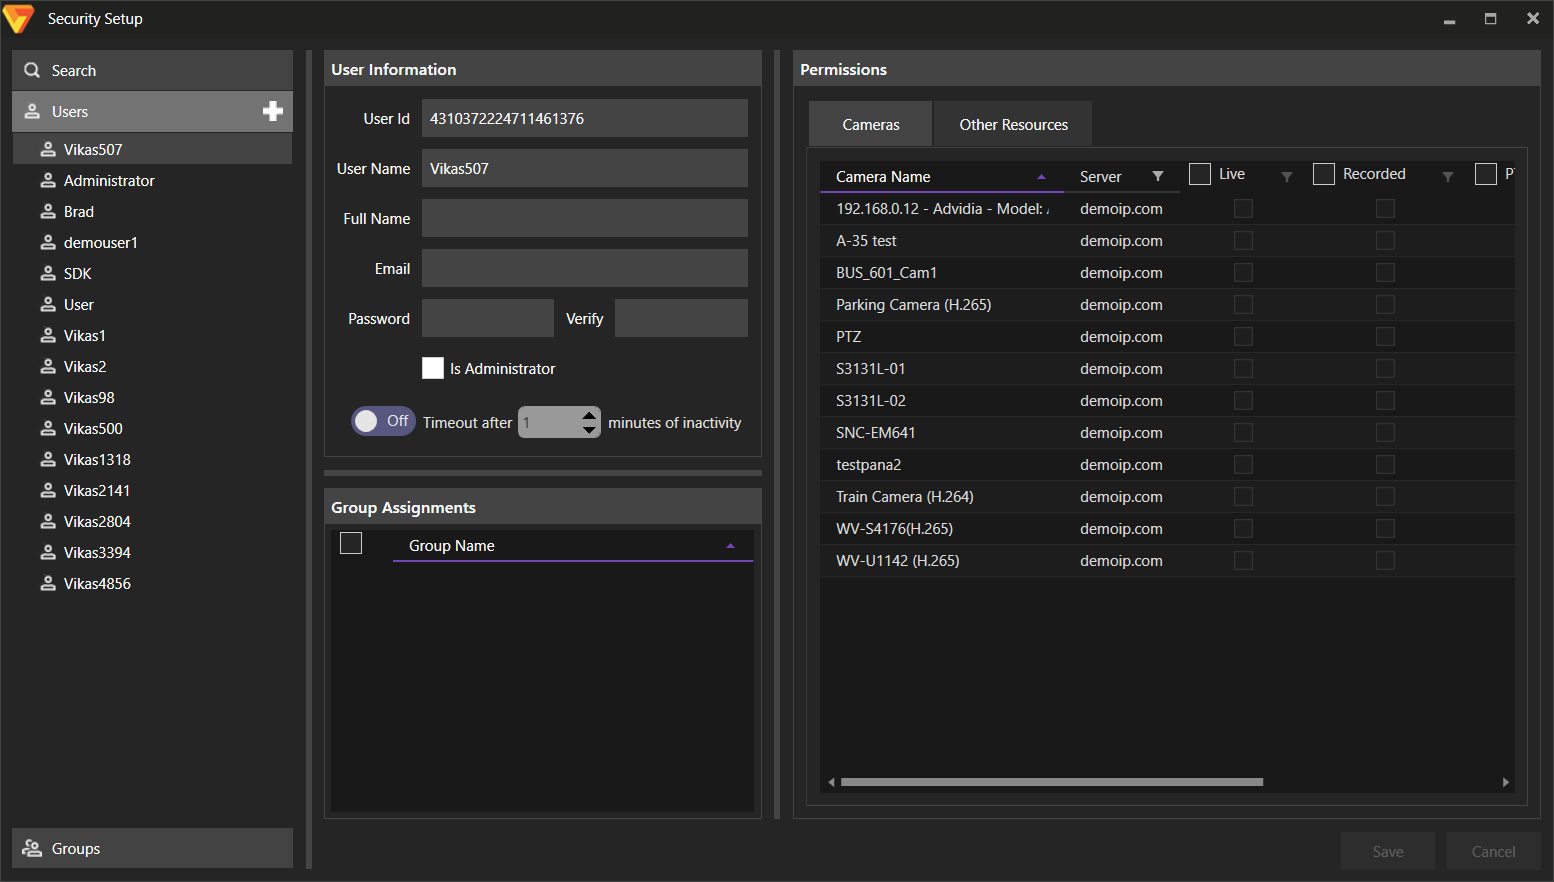 Security Setup
Search
Users
Vikas507
Administrator
Brad
demouser1
SDK
User
Vikas1
Vikas2
Vikas98
Vikas500
Vikas1318
Vikas2141
Vikas2804
Vikas3394
Vikas4856
Groups
User Information
User Id 4310372224711461376
User Name Vikas507
Full Name
Email
Password Verify
Is Administrator
Off Timeout after 1 minutes of inactivity
Group Assignments
Group Name
Permissions
Cameras Other Resources
Camera Name Server Live Recorded
192.168.0.12 - Advidia - Model: demoip.com
A-35 test demoip.com
BUS_601_Cam1 demoip.com
Parking Camera (H.265) demoip.com
PTZ demoip.com
S3131L-01 demoip.com
S3131L-02 demoip.com
SNC-EM641 demoip.com
testpana2 demoip.com
Train Camera (H.264) demoip.com
WV-S4176(H.265) demoip.com
WV-U1142 (H.265) demoip.com
Save Cancel